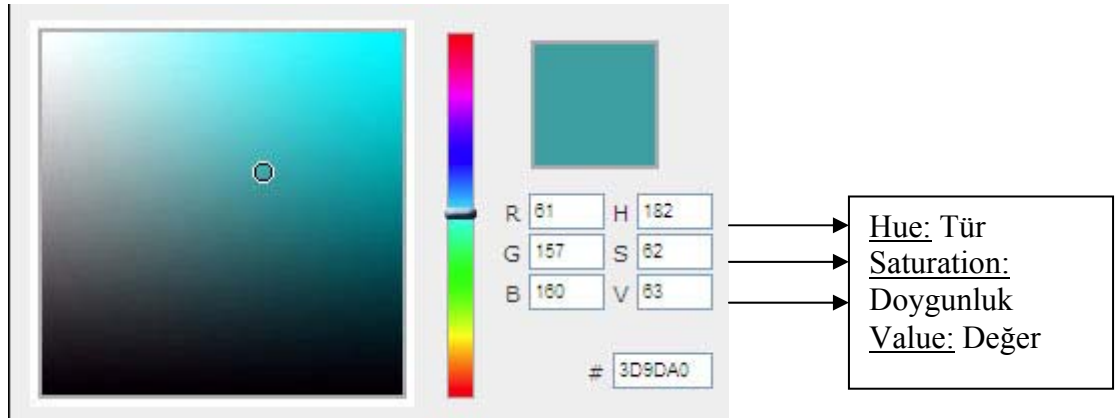 R 61 H 182
G 157 S 62
B 160 V 63
# 3D9DA0
Hue: Tür
Saturation:
Doygunluk
Value: Değer